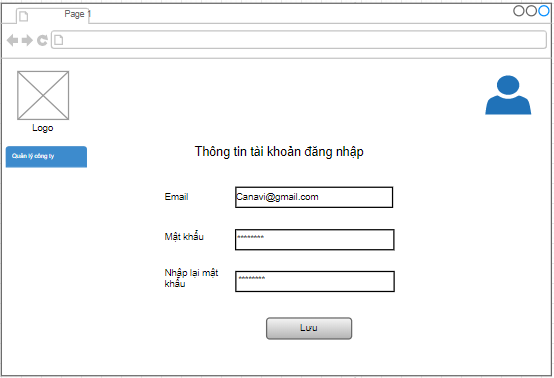 Page 1
Logo
Quản lý công ty
Thông tin tài khoản đăng nhập
Email
Canavi@gmail.com
Mật khẩu
********
Nhập lại mật
khẩu
********
Lưu